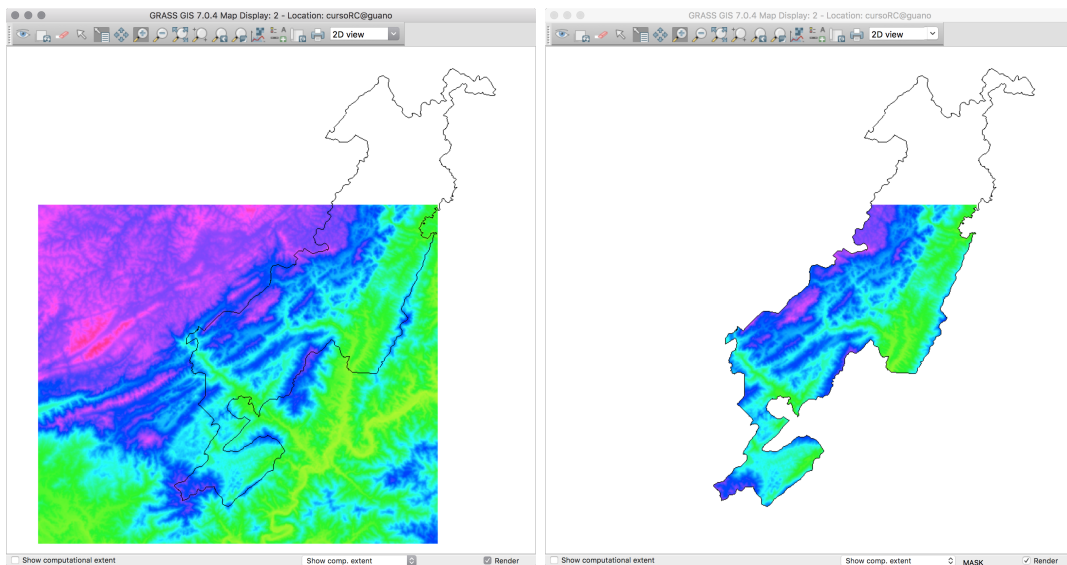 GRASS GIS 7.0.4 Map Display: 2 - Location: cursoRC@guano
2D view
Show computational extent
Show comp. extent
Render
GRASS GIS 7.0.4 Map Display: 2 - Location: cursoRC@guano
2D view
Show computational extent
Show comp. extent
MASK
Render